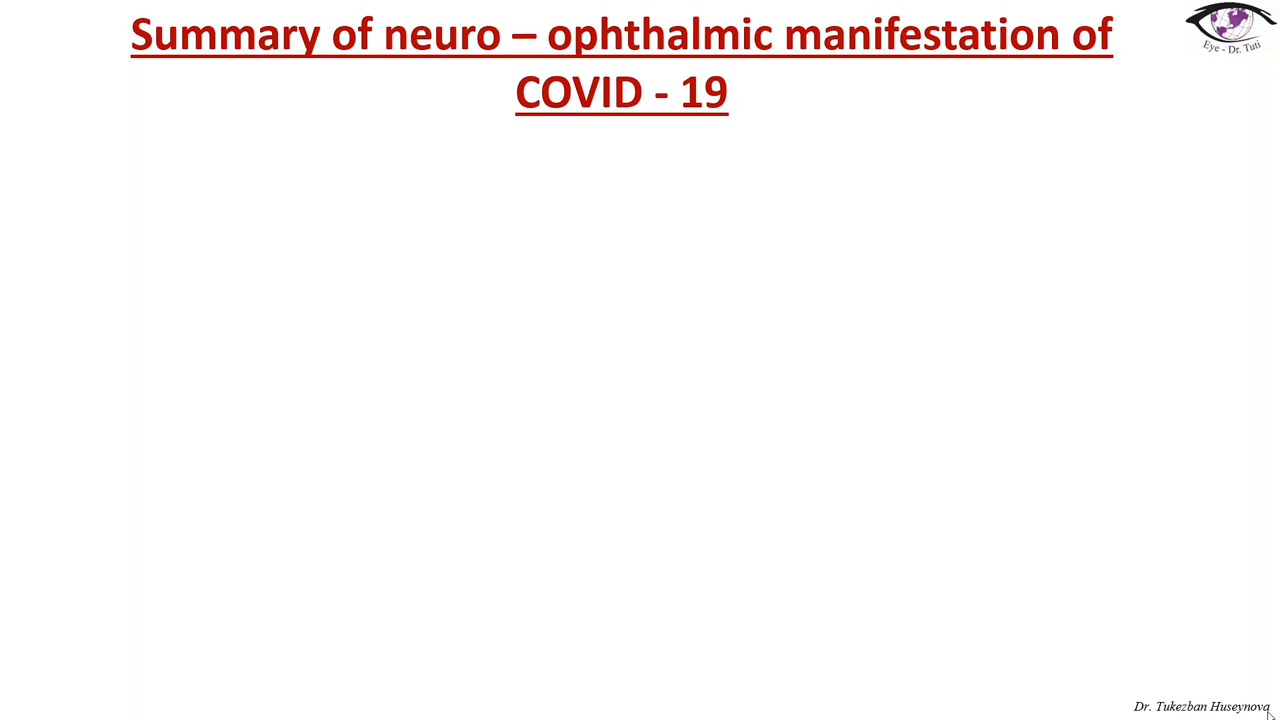 Summary of neuro – ophthalmic manifestation of
COVID - 19
Eye - Dr. Tuti
Dr. Tukezban Huseynova